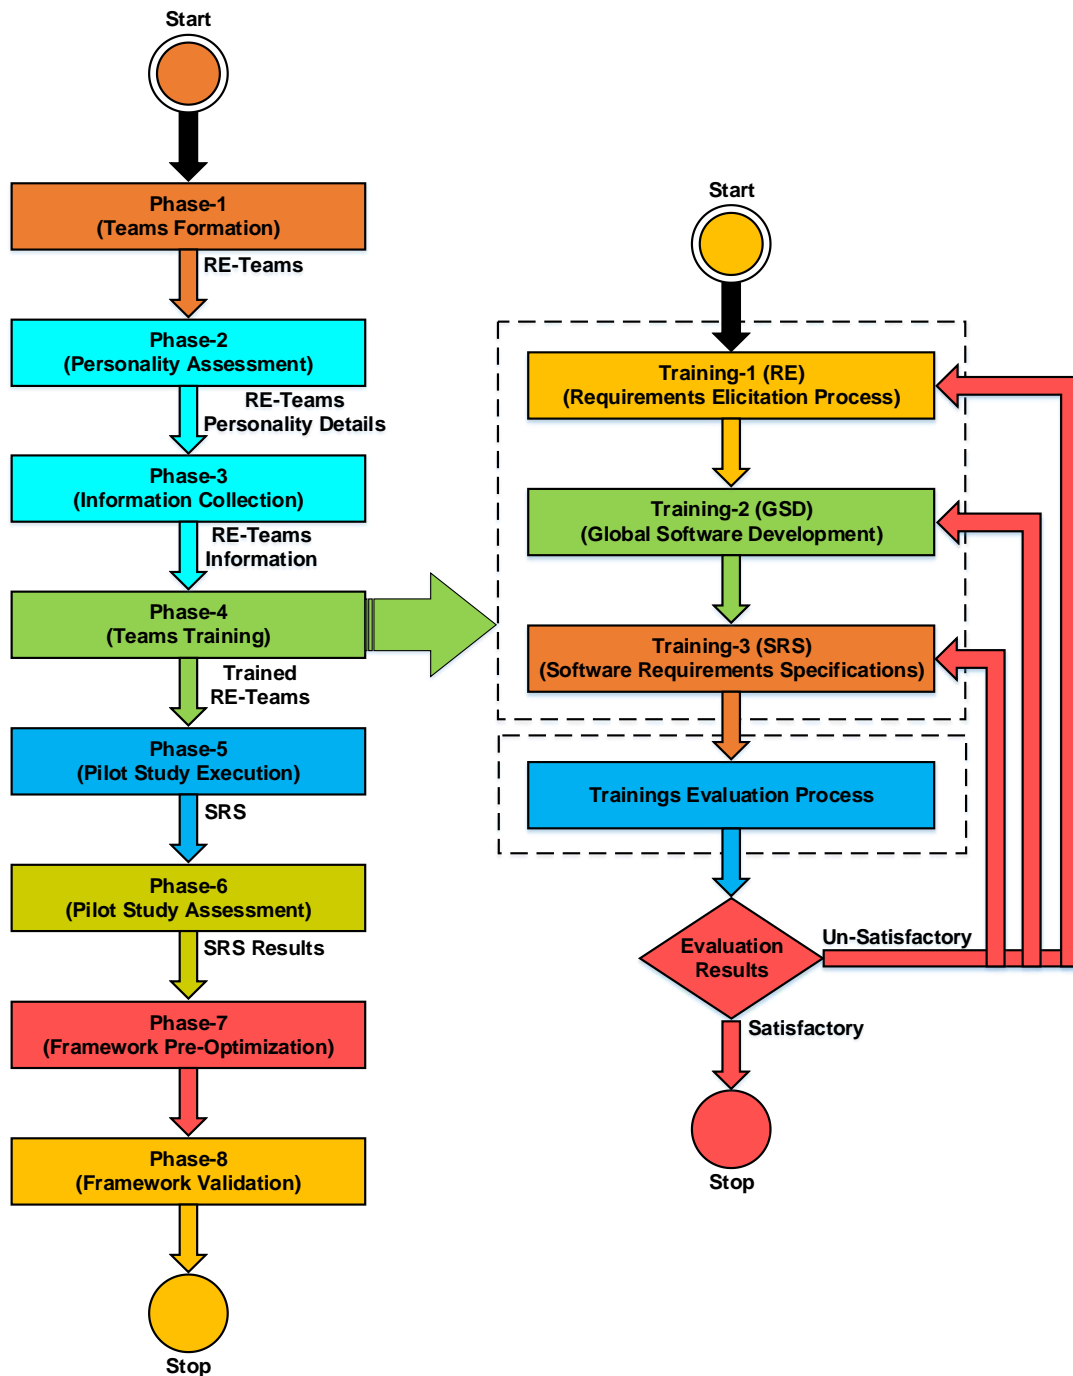 Start
Phase-1
(Teams Formation)
RE-Teams
Phase-2
(Personality Assessment)
RE-Teams
Personality Details
Phase-3
(Information Collection)
RE-Teams
Information
Phase-4
(Teams Training)
Trained
RE-Teams
Phase-5
(Pilot Study Execution)
SRS
Phase-6
(Pilot Study Assessment)
SRS Results
Phase-7
(Framework Pre-Optimization)
Phase-8
(Framework Validation)
Stop
Start
Training-1 (RE)
(Requirements Elicitation Process)
Training-2 (GSD)
(Global Software Development)
Training-3 (SRS)
(Software Requirements Specifications)
Trainings Evaluation Process
Evaluation
Results
Un-Satisfactory
Satisfactory
Stop